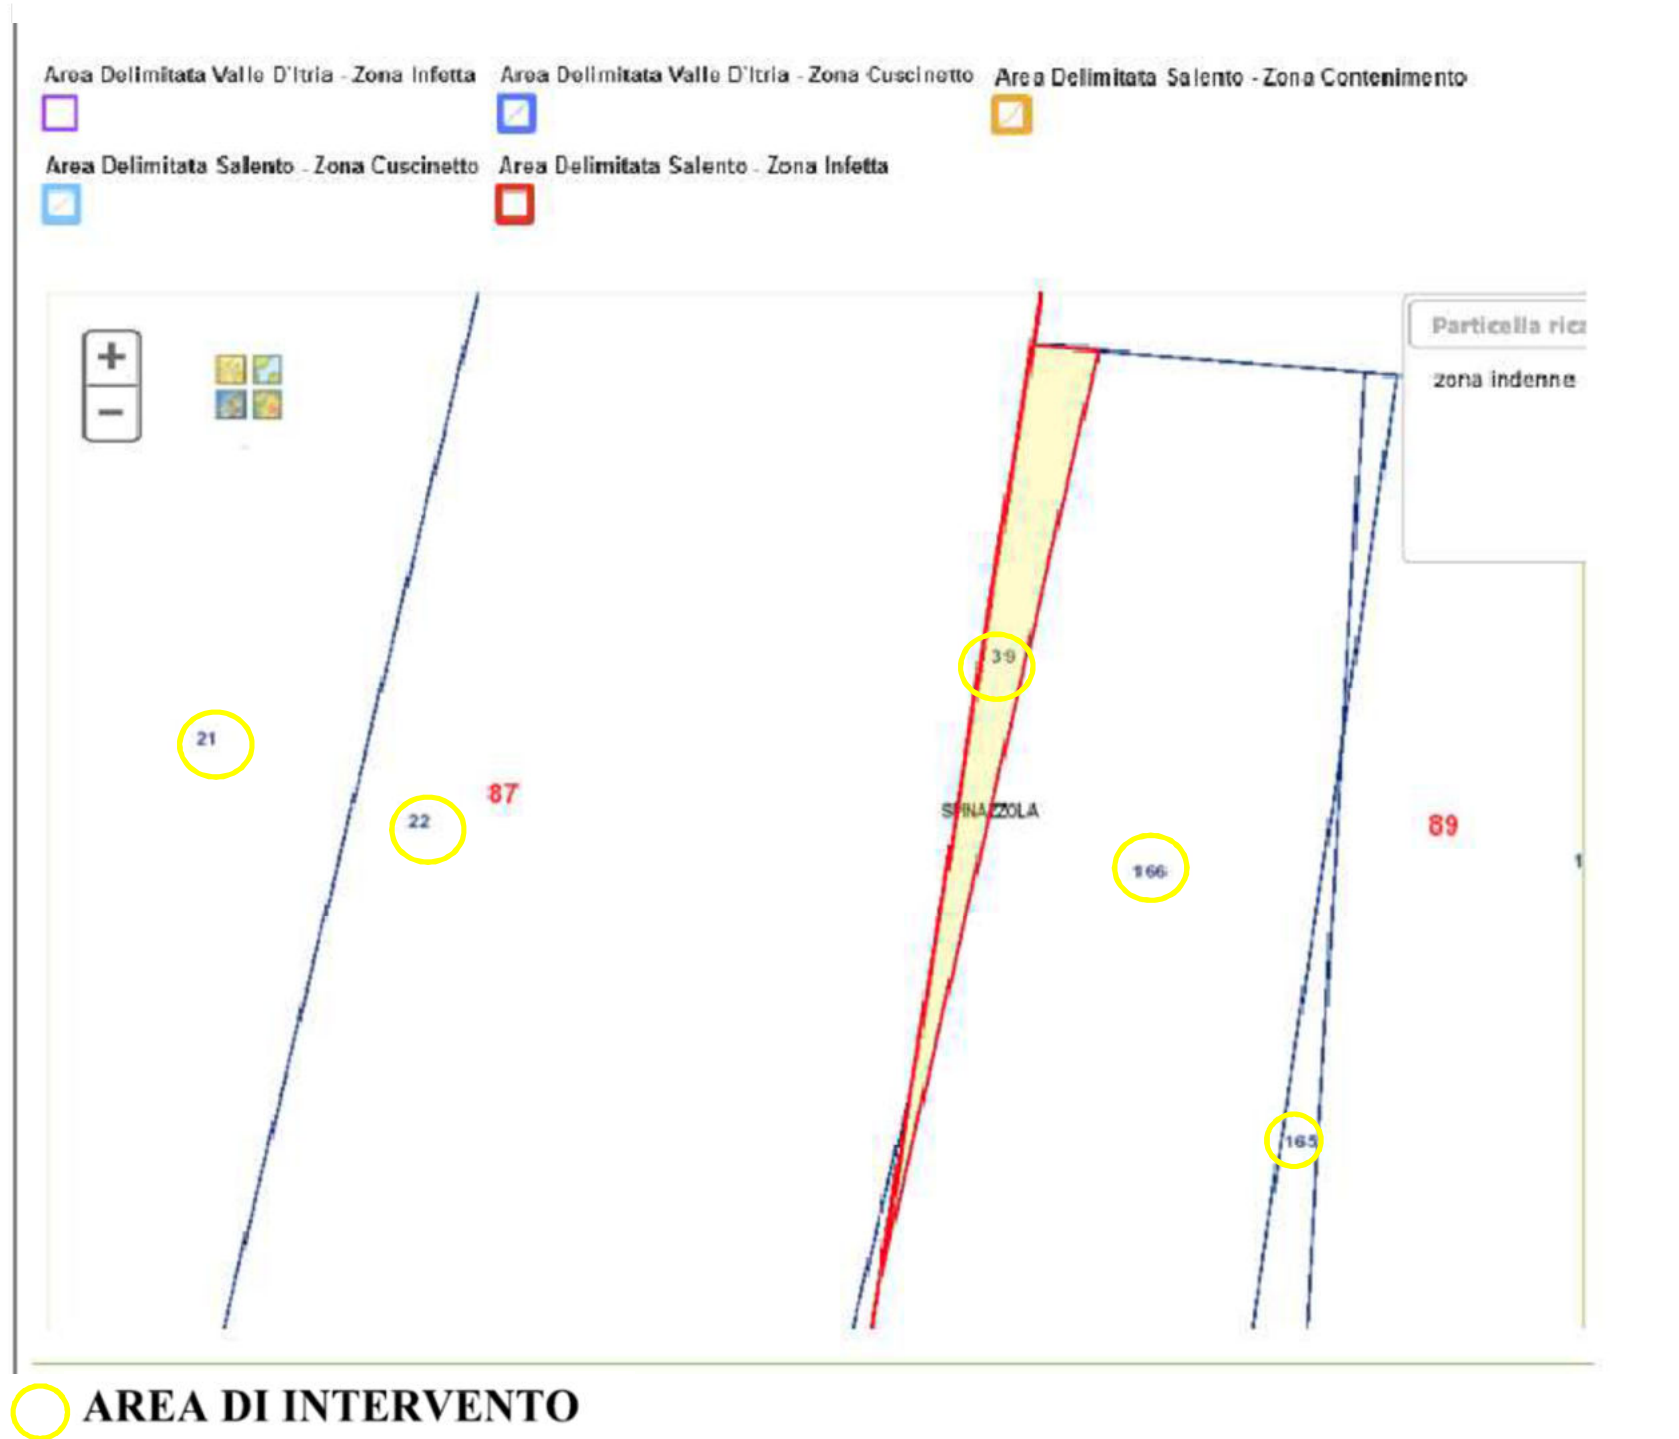 Area Delimitata Valle D'Itria - Zona Infetta
Area Delimitata Valle D'Itria - Zona Cuscinetto
Area Delimitata Salento - Zona Contenimento
Area Delimitata Salento - Zona Cuscinetto
Area Delimitata Salento - Zona Infetta
+
−
Particella
zona indenne
39
21
22
87
SPINAZZOLA
166
89
1
165
AREA DI INTERVENTO